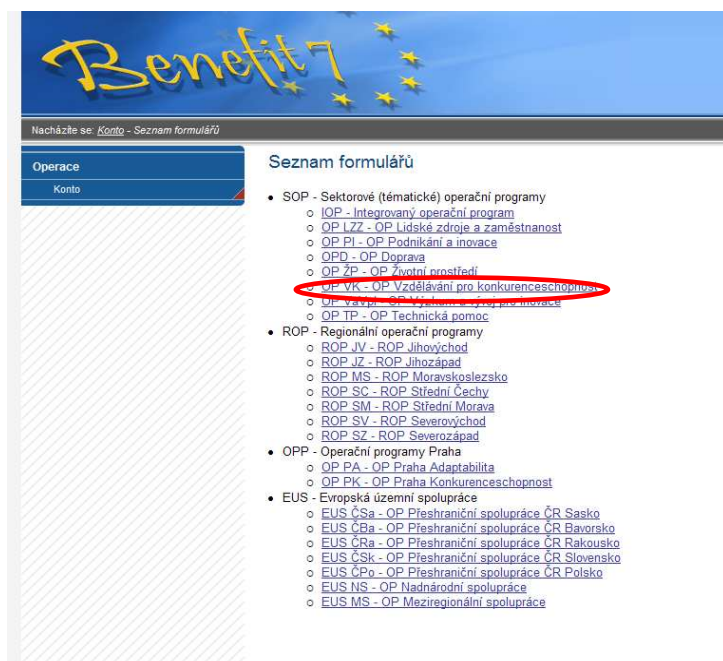 Benefit7
Nacházíte se: Konto - Seznam formulářů
Operace
Konto
Seznam formulářů
SOP - Sektorové (tématické) operační programy
IOP - Integrovaný operační program
OP LZZ - OP Lidské zdroje a zaměstnanost
OP PI - OP Podnikání a inovace
OPD - OP Doprava
OP ŽP - OP Životní prostředí
OP VK - OP Vzdělávání pro konkurenceschopnost
OP VaVpI - OP Výzkum a vývoj pro inovace
OP TP - OP Technická pomoc
ROP - Regionální operační programy
ROP JV - ROP Jihovýchod
ROP JZ - ROP Jihozápad
ROP MS - ROP Moravskoslezsko
ROP SC - ROP Střední Čechy
ROP SM - ROP Střední Morava
ROP SV - ROP Severovýchod
ROP SZ - ROP Severozápad
OPP - Operační programy Praha
OP PA - OP Praha Adaptabilita
OP PK - OP Praha Konkurenceschopnost
EUS - Evropská územní spolupráce
EUS ČSa - OP Přeshraniční spolupráce ČR Sasko
EUS ČBa - OP Přeshraniční spolupráce ČR Bavorsko
EUS ČRa - OP Přeshraniční spolupráce ČR Rakousko
EUS ČSk - OP Přeshraniční spolupráce ČR Slovensko
EUS ČPo - OP Přeshraniční spolupráce ČR Polsko
EUS NS - OP Nadnárodní spolupráce
EUS MS - OP Meziregionální spolupráce